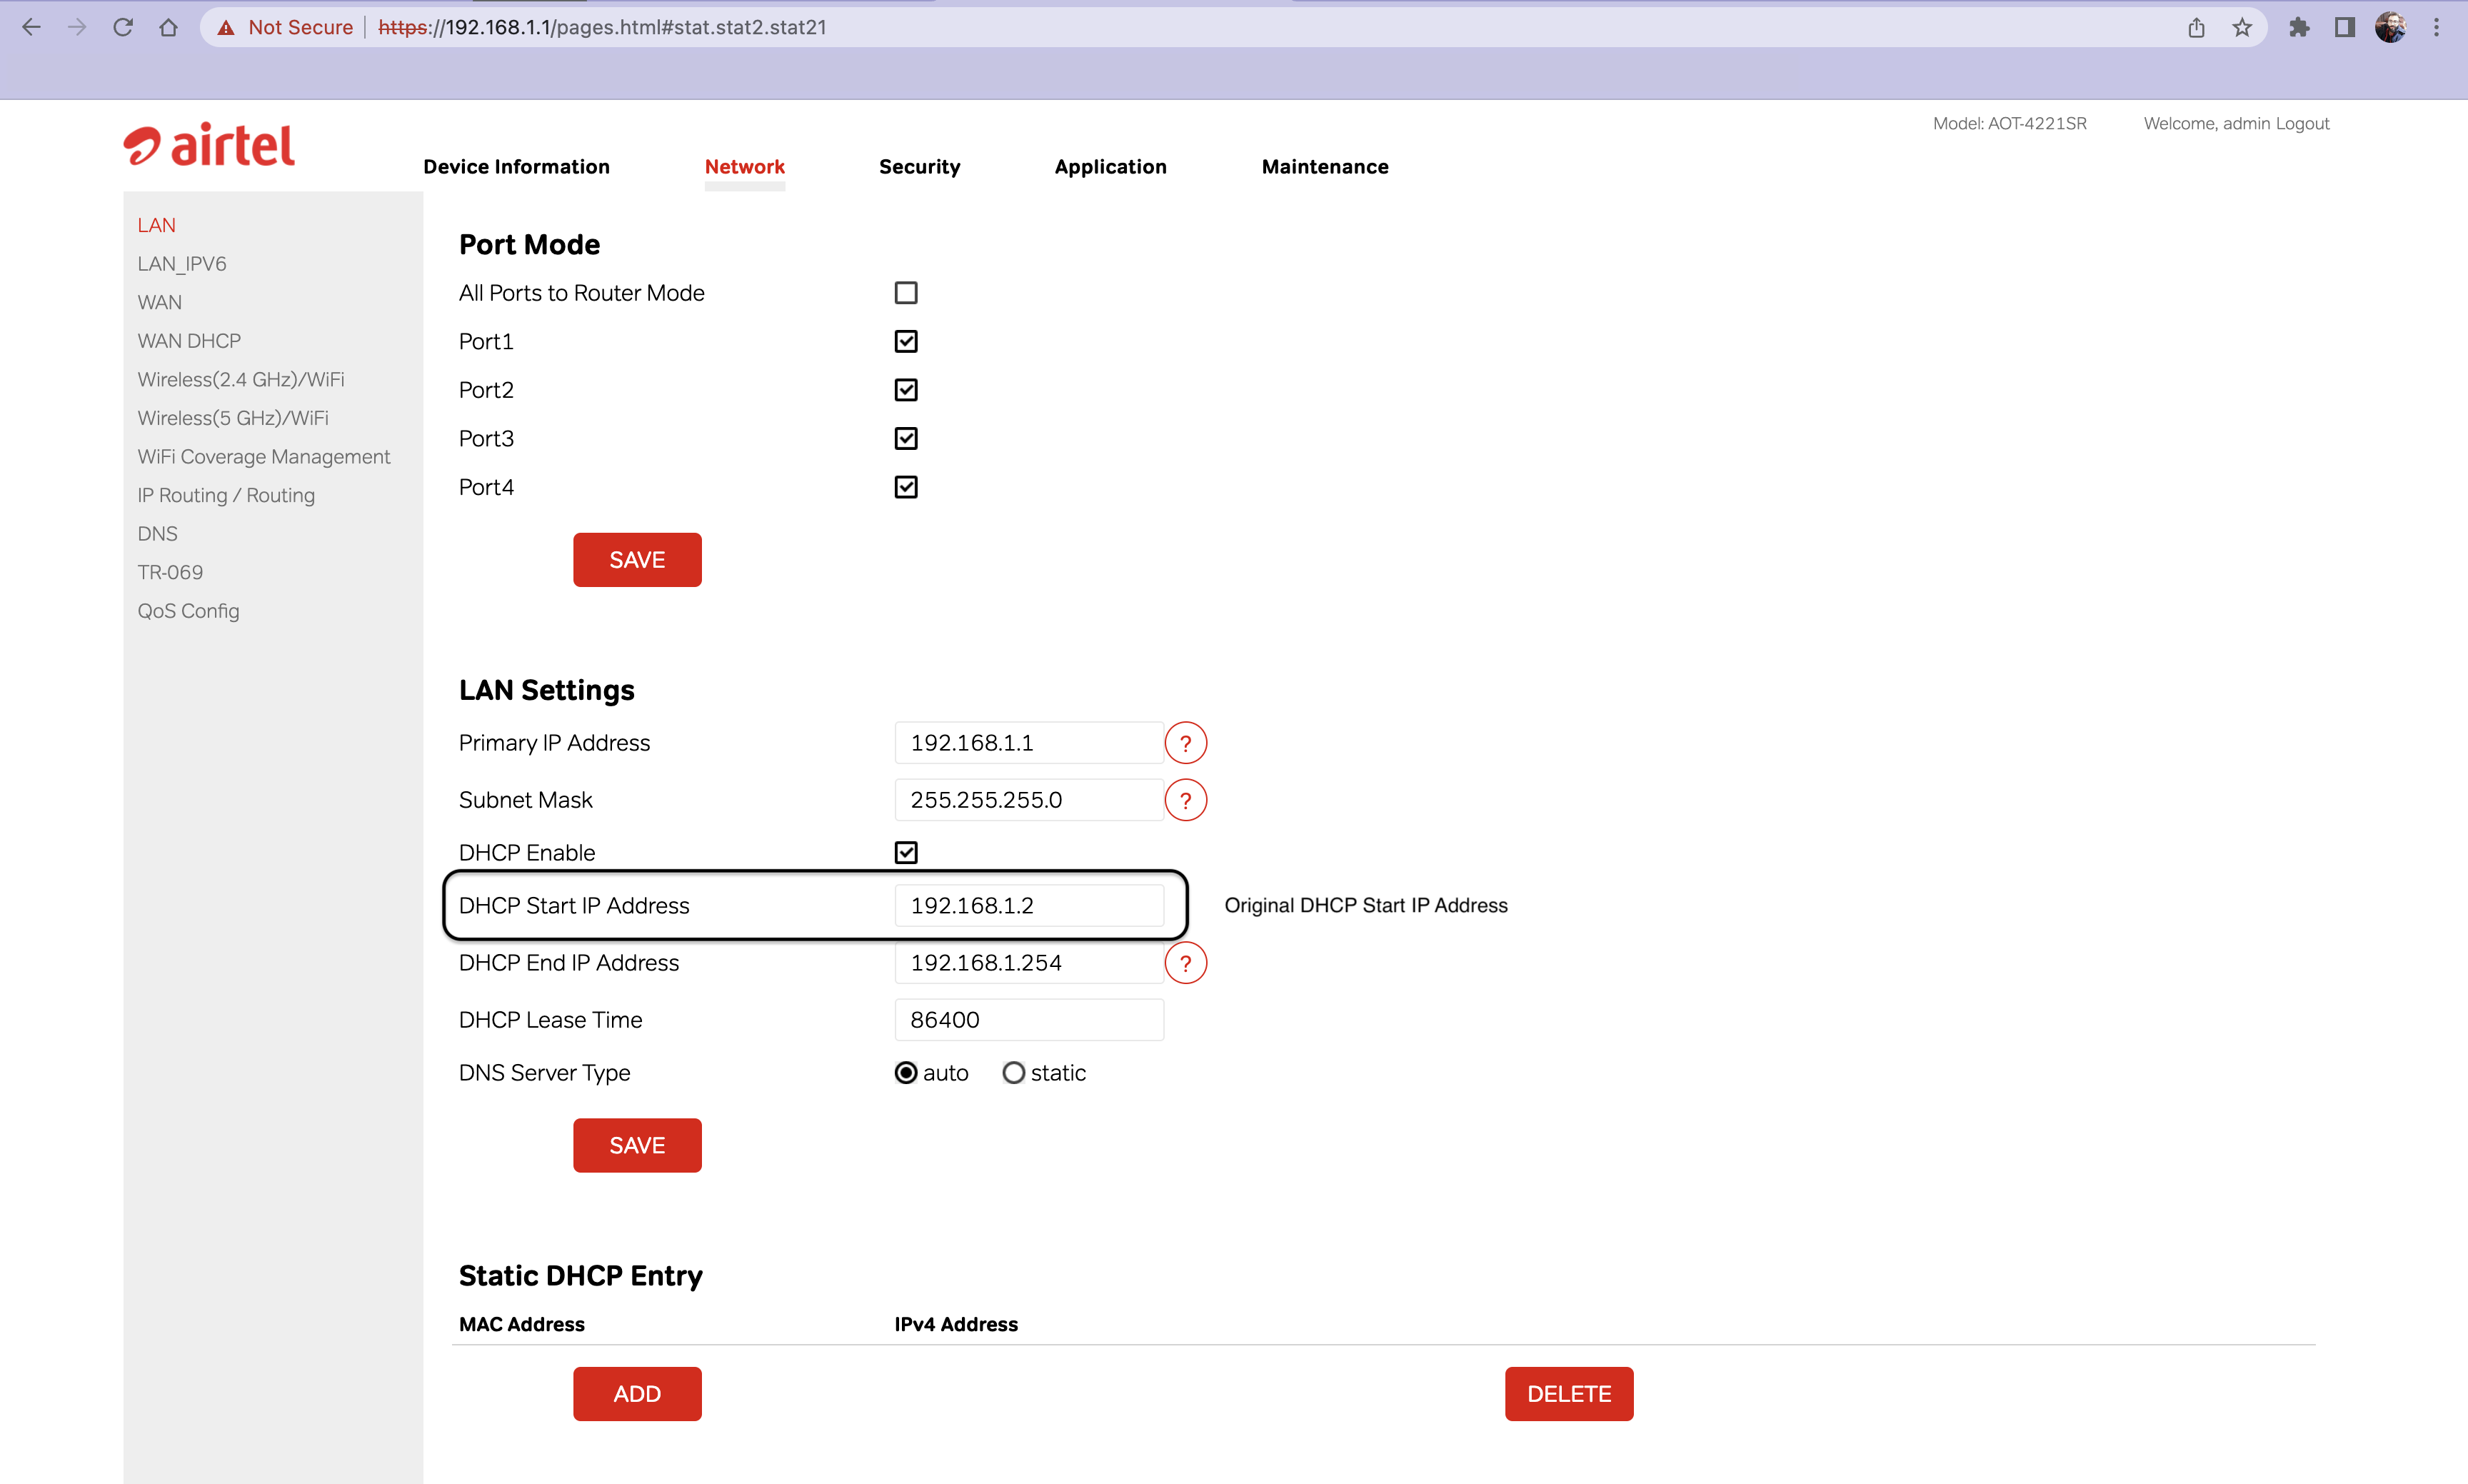 Not Secure | https://192.168.1.1/pages.html#stat.stat2.stat21
airtel
Model: AOT-4221SR Welcome, admin Logout
Device Information Network Security Application Maintenance
LAN
LAN_IPV6
WAN
WAN DHCP
Wireless(2.4 GHz)/WiFi
Wireless(5 GHz)/WiFi
WiFi Coverage Management
IP Routing / Routing
DNS
TR-069
QoS Config
Port Mode
All Ports to Router Mode
Port1
Port2
Port3
Port4
SAVE
LAN Settings
Primary IP Address 192.168.1.1 ?
Subnet Mask 255.255.255.0 ?
DHCP Enable
DHCP Start IP Address 192.168.1.2 Original DHCP Start IP Address
DHCP End IP Address 192.168.1.254 ?
DHCP Lease Time 86400
DNS Server Type auto static
SAVE
Static DHCP Entry
MAC Address IPv4 Address
ADD DELETE